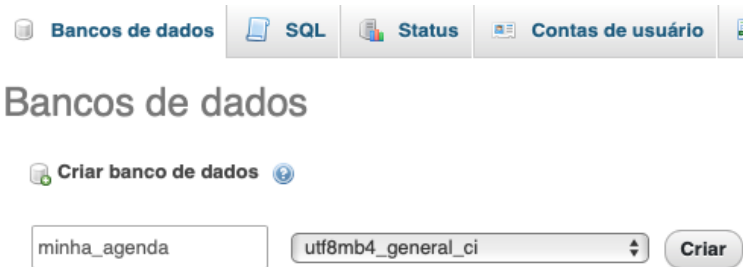 Bancos de dados SQL Status Contas de usuário
Bancos de dados
Criar banco de dados
minha_agenda utf8mb4_general_ci Criar